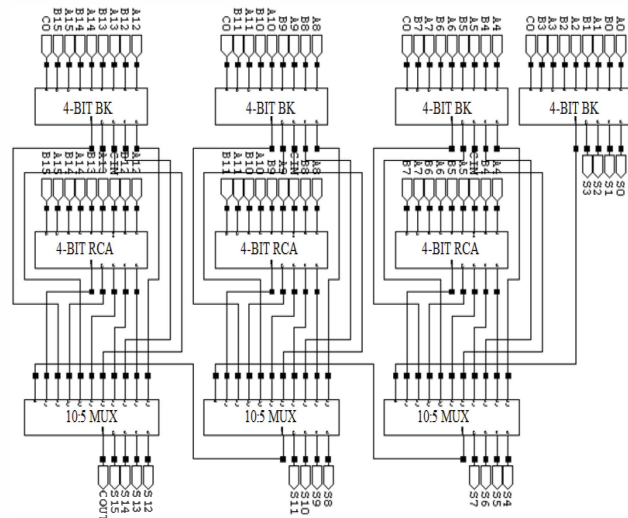 C0 B15 A15 B14 A14 B13 A13 B12 A12
C0 B11 A11 B10 A10 B9 A9 B8 A8
C0 B7 A7 B6 A6 B5 A5 B4 A4
C0 B3 A3 B2 A2 B1 A1 B0 A0
4-BIT BK
4-BIT BK
4-BIT BK
4-BIT BK
S3 S2 S1 S0
B15 A15 B14 A14 B13 A13 CIN B12 A12
B11 A11 B10 A10 B9 A9 CIN B8 A8
B7 A7 B6 A6 B5 A5 CIN B4 A4
4-BIT RCA
4-BIT RCA
4-BIT RCA
10:5 MUX
10:5 MUX
10:5 MUX
COUT S15 S14 S13 S12
S11 S10 S9 S8
S7 S6 S5 S4